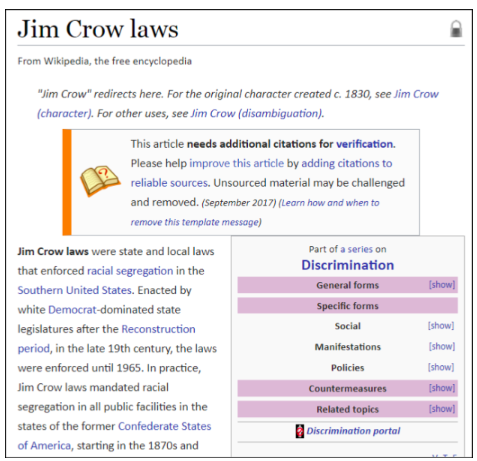 Jim Crow laws
From Wikipedia, the free encyclopedia
"Jim Crow" redirects here. For the original character created c. 1830, see Jim Crow
(character). For other uses, see Jim Crow (disambiguation).
This article needs additional citations for verification.
Please help improve this article by adding citations to
reliable sources. Unsourced material may be challenged
and removed. (September 2017) (Learn how and when to
remove this template message)
Jim Crow laws were state and local laws
that enforced racial segregation in the
Southern United States. Enacted by
white Democrat-dominated state
legislatures after the Reconstruction
period, in the late 19th century, the laws
were enforced until 1965. In practice,
Jim Crow laws mandated racial
segregation in all public facilities in the
states of the former Confederate States
of America, starting in the 1870s and
Part of a series on
Discrimination
General forms [show]
Specific forms
Social [show]
Manifestations [show]
Policies [show]
Countermeasures [show]
Related topics [show]
Discrimination portal